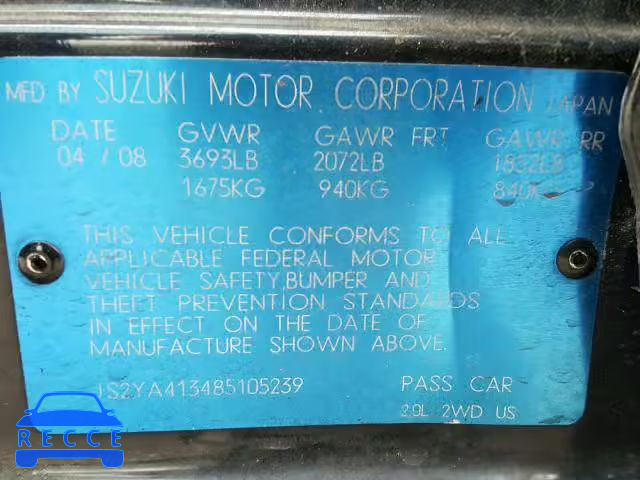 MFD BY SUZUKI MOTOR CORPORATION JAPAN
DATE GVWR GAWR FRT GAWR RR
04 / 08 3693LB 2072LB 1852LB
1675KG 940KG 840KG
THIS VEHICLE CONFORMS TO ALL
APPLICABLE FEDERAL MOTOR
VEHICLE SAFETY,BUMPER AND
THEFT PREVENTION STANDARDS
IN EFFECT ON THE DATE OF
MANUFACTURE SHOWN ABOVE.
JS2YA413485105239 PASS CAR
2.0L 2WD US
RECCE